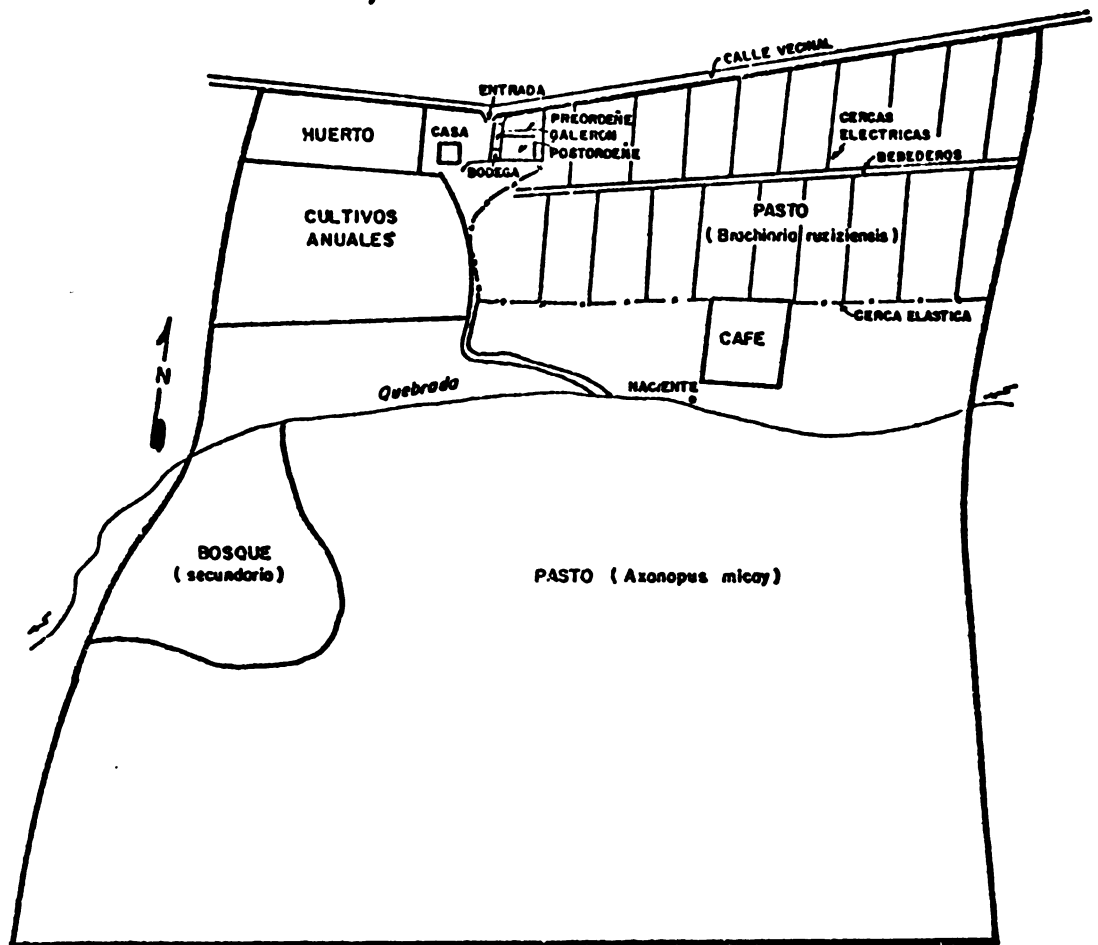 CALLE VECINAL
ENTRADA
HUERTO
CASA
PREORDEÑE
GALERON
POSTORDEÑE
BODEGA
CERCAS
ELECTRICAS
BEBEDEROS
CULTIVOS
ANUALES
PASTO
(Brachiaria ruziziensis)
CERCA ELASTICA
CAFE
N
Quebrada
NACIENTE
BOSQUE
(secundario)
PASTO (Axonopus micay)